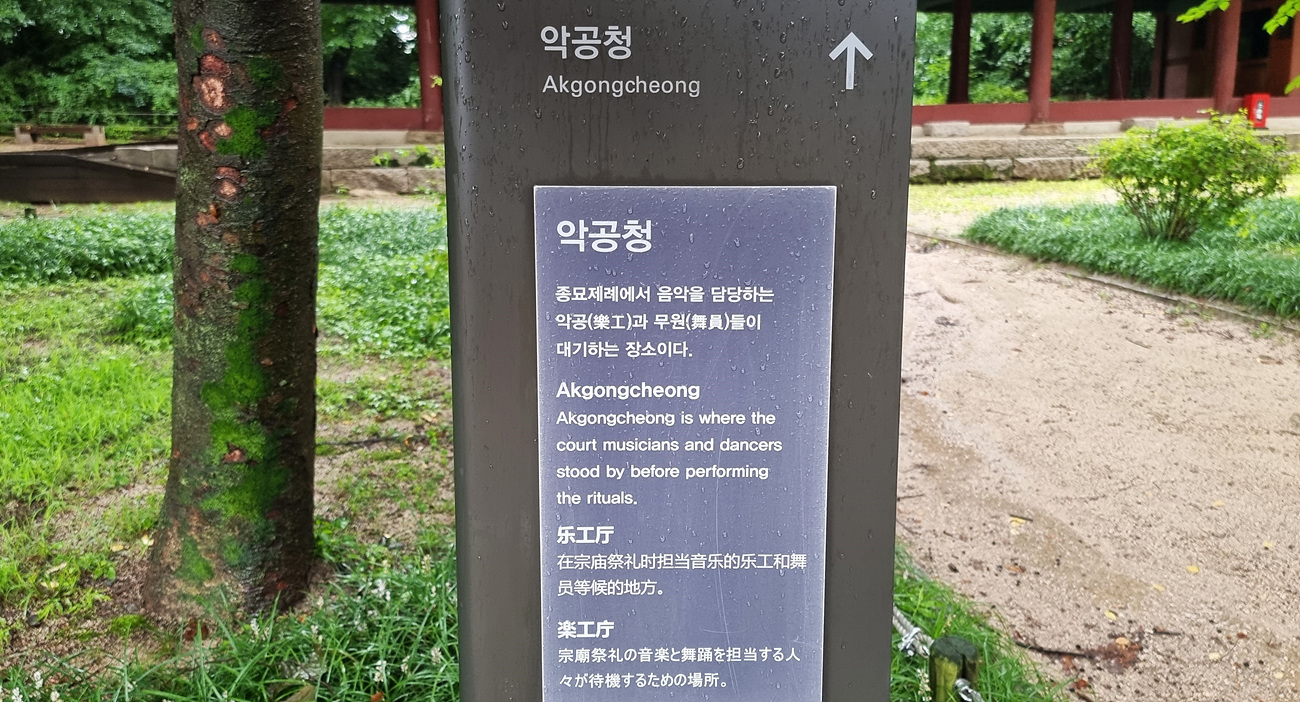 악공청
Akgongcheong
악공청
종묘제례에서 음악을 담당하는
악공(樂工)과 무원(舞員)들이
대기하는 장소이다.
Akgongcheong
Akgongcheong is where the
court musicians and dancers
stood by before performing
the rituals.
乐工厅
在宗庙祭礼时担当音乐的乐工和舞
员等候的地方。
楽工庁
宗廟祭礼の音楽と舞踊を担当する人
々が待機するための場所。